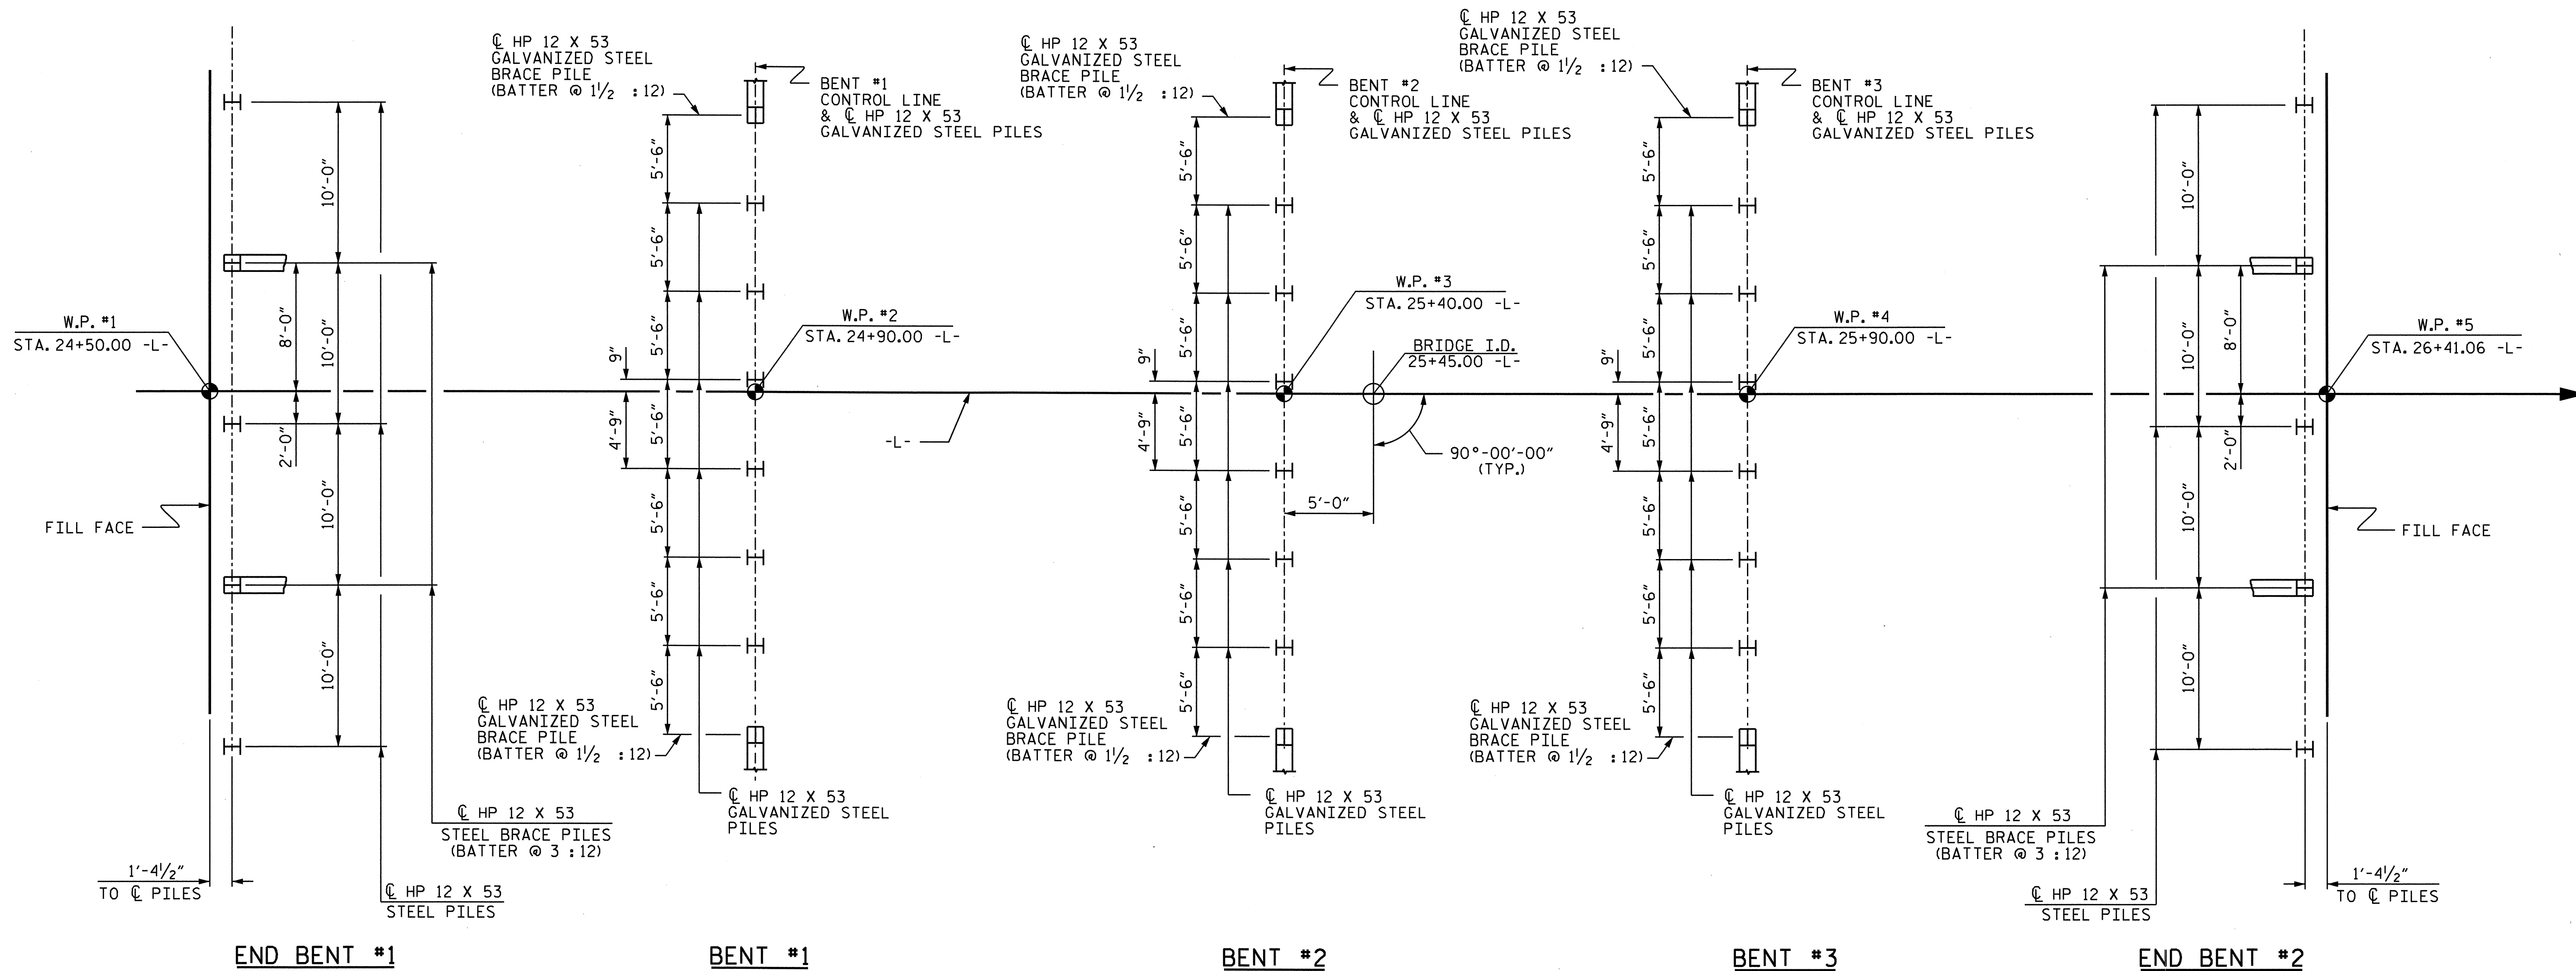 ℄ HP 12 X 53
GALVANIZED STEEL
BRACE PILE
(BATTER @ 1½ :12)
BENT #1
CONTROL LINE
& ℄ HP 12 X 53
GALVANIZED STEEL PILES
℄ HP 12 X 53
GALVANIZED STEEL
BRACE PILE
(BATTER @ 1½ :12)
BENT #2
CONTROL LINE
& ℄ HP 12 X 53
GALVANIZED STEEL PILES
℄ HP 12 X 53
GALVANIZED STEEL
BRACE PILE
(BATTER @ 1½ :12)
BENT #3
CONTROL LINE
& ℄ HP 12 X 53
GALVANIZED STEEL PILES
W.P. #1
STA. 24+50.00 -L-
10'-0"
10'-0"
10'-0"
10'-0"
8'-0"
2'-0"
FILL FACE
1'-4½"
TO ℄ PILES
℄ HP 12 X 53
STEEL BRACE PILES
(BATTER @ 3 :12)
℄ HP 12 X 53
STEEL PILES
5'-6"
5'-6"
5'-6"
5'-6"
5'-6"
5'-6"
5'-6"
9"
4'-9"
W.P. #2
STA. 24+90.00 -L-
℄ HP 12 X 53
GALVANIZED STEEL
BRACE PILE
(BATTER @ 1½ :12)
℄ HP 12 X 53
GALVANIZED STEEL
PILES
-L-
5'-6"
5'-6"
5'-6"
5'-6"
5'-6"
5'-6"
5'-6"
9"
4'-9"
W.P. #3
STA. 25+40.00 -L-
BRIDGE I.D.
25+45.00 -L-
90°-00'-00"
(TYP.)
5'-0"
℄ HP 12 X 53
GALVANIZED STEEL
BRACE PILE
(BATTER @ 1½ :12)
℄ HP 12 X 53
GALVANIZED STEEL
PILES
5'-6"
5'-6"
5'-6"
5'-6"
5'-6"
5'-6"
5'-6"
9"
4'-9"
W.P. #4
STA. 25+90.00 -L-
℄ HP 12 X 53
GALVANIZED STEEL
BRACE PILE
(BATTER @ 1½ :12)
℄ HP 12 X 53
GALVANIZED STEEL
PILES
10'-0"
10'-0"
10'-0"
10'-0"
8'-0"
2'-0"
W.P. #5
STA. 26+41.06 -L-
FILL FACE
℄ HP 12 X 53
STEEL BRACE PILES
(BATTER @ 3 :12)
℄ HP 12 X 53
STEEL PILES
1'-4½"
TO ℄ PILES
END BENT #1
BENT #1
BENT #2
BENT #3
END BENT #2